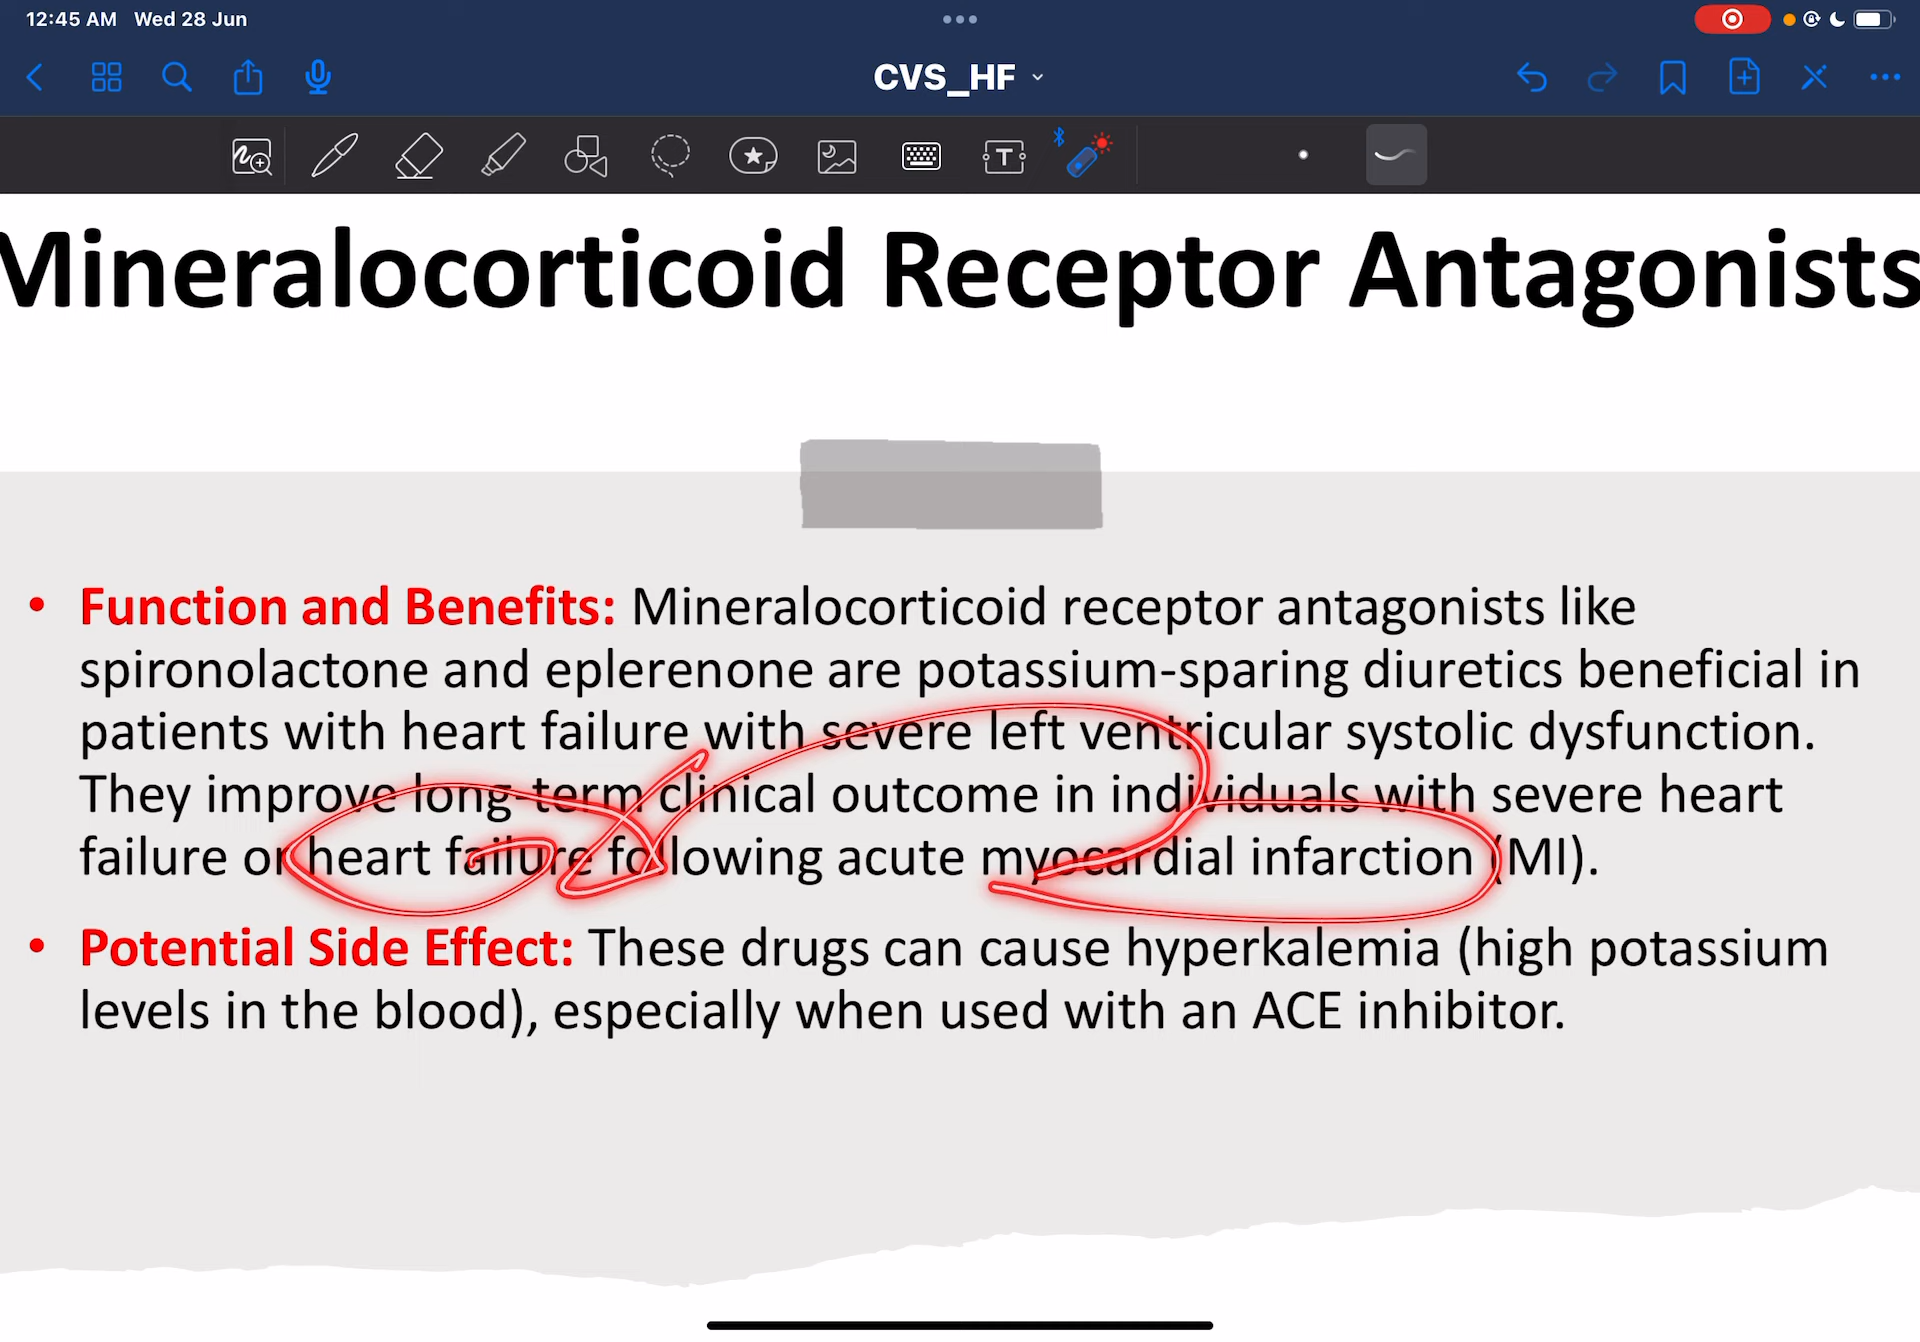 12:45 AM Wed 28 Jun
CVS_HF
T
Mineralocorticoid Receptor Antagonists
• Function and Benefits: Mineralocorticoid receptor antagonists like
spironolactone and eplerenone are potassium-sparing diuretics beneficial in
patients with heart failure with severe left ventricular systolic dysfunction.
They improve long-term clinical outcome in individuals with severe heart
failure or heart failure following acute myocardial infarction (MI).
• Potential Side Effect: These drugs can cause hyperkalemia (high potassium
levels in the blood), especially when used with an ACE inhibitor.